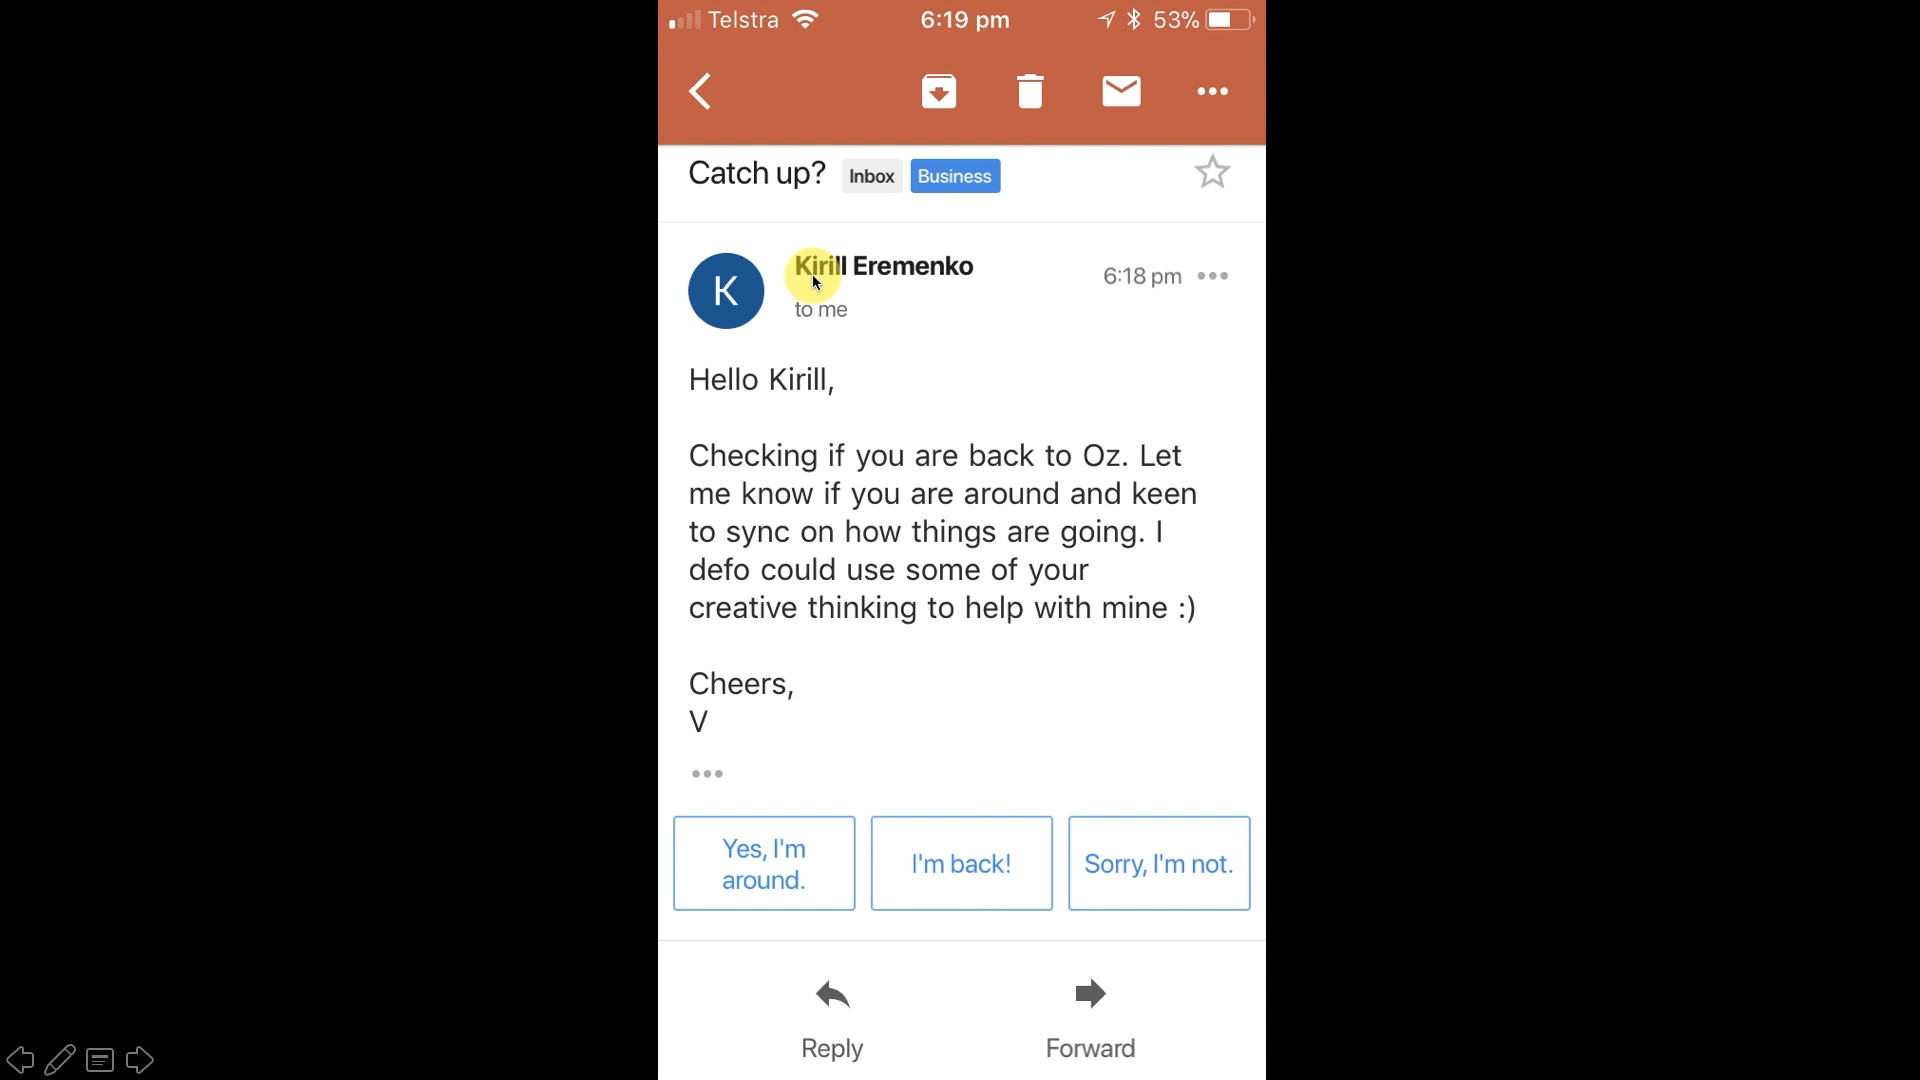 Telstra 6:19 pm 53%
Catch up? Inbox Business
K
Kirill Eremenko 6:18 pm
to me
Hello Kirill,
Checking if you are back to Oz. Let
me know if you are around and keen
to sync on how things are going. I
defo could use some of your
creative thinking to help with mine :)
Cheers,
V
Yes, I'm
around.
I'm back!
Sorry, I'm not.
Reply Forward